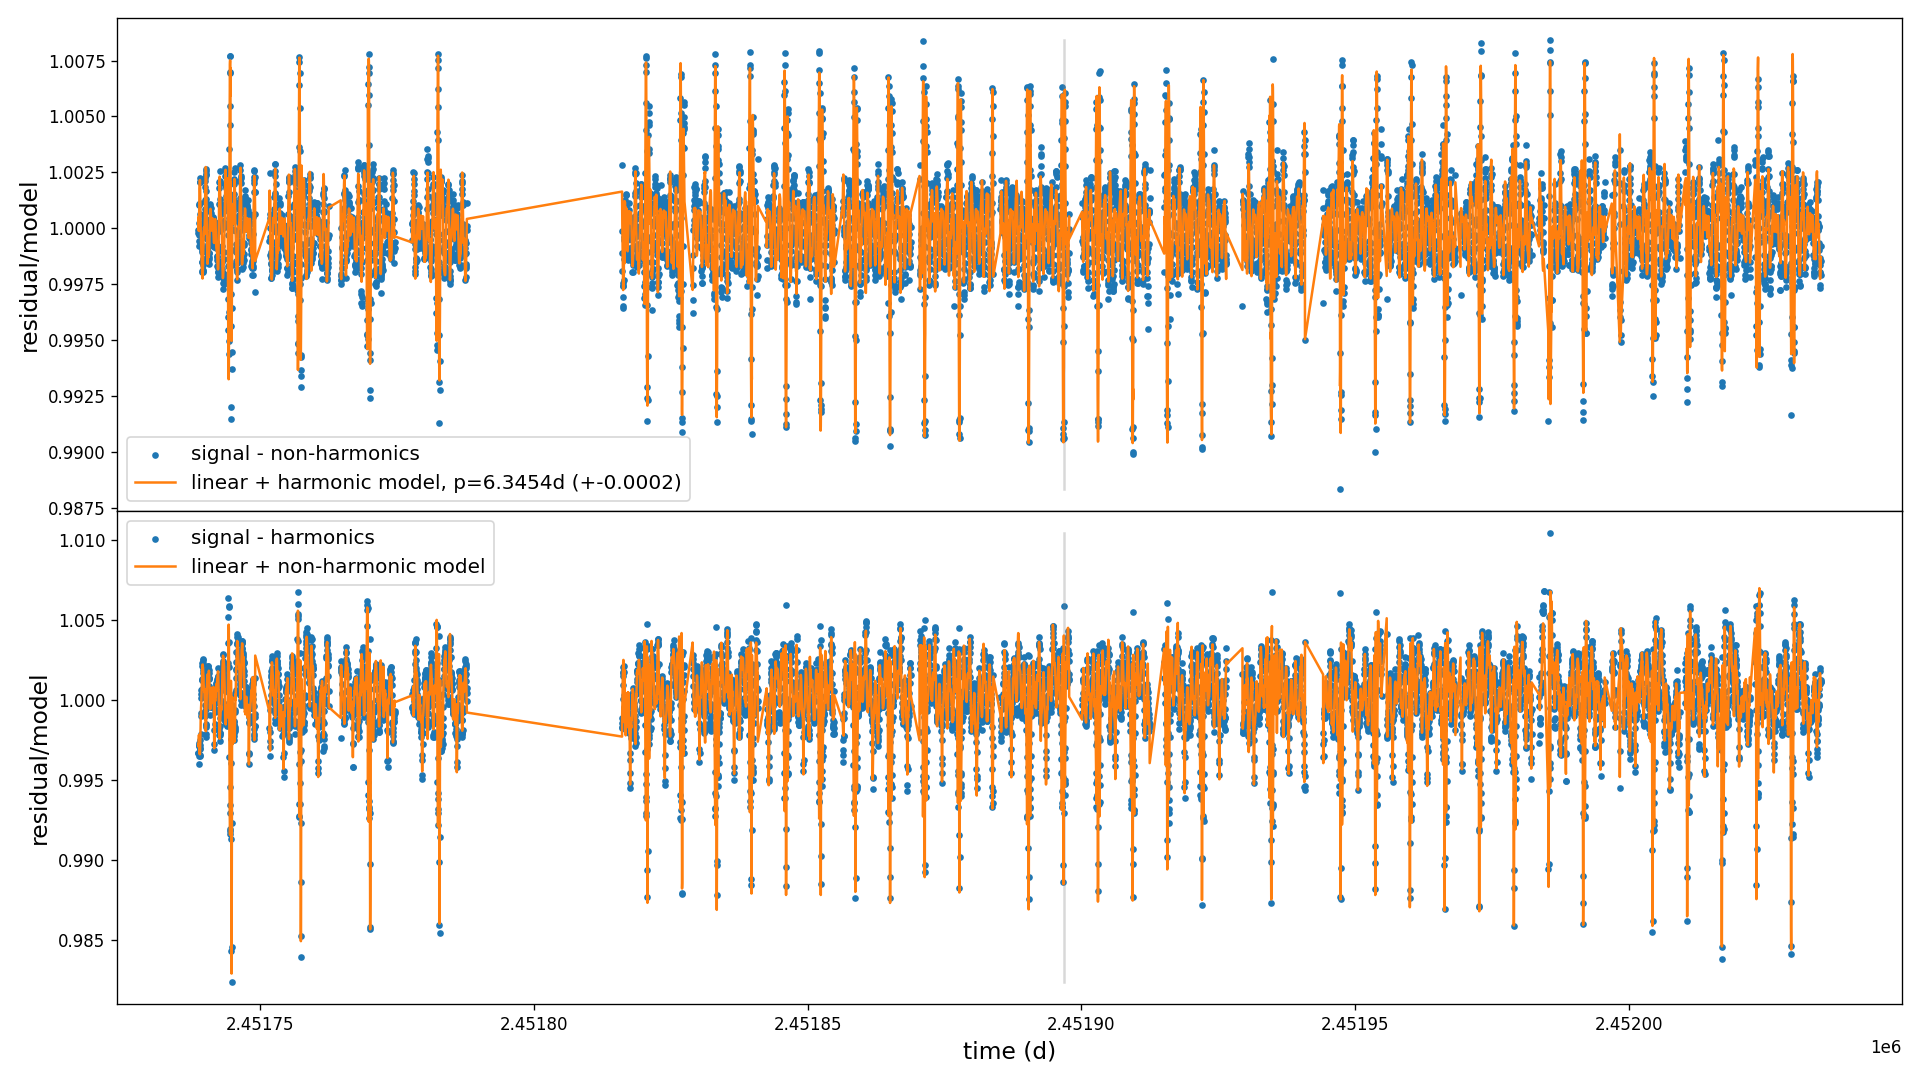 1.0075
1.0050
1.0025
1.0000
0.9975
0.9950
0.9925
0.9900
0.9875
residual/model
signal - non-harmonics
linear + harmonic model, p=6.3454d (+-0.0002)
1.010
1.005
1.000
0.995
0.990
0.985
residual/model
signal - harmonics
linear + non-harmonic model
2.45175
2.45180
2.45185
2.45190
2.45195
2.45200
1e6
time (d)